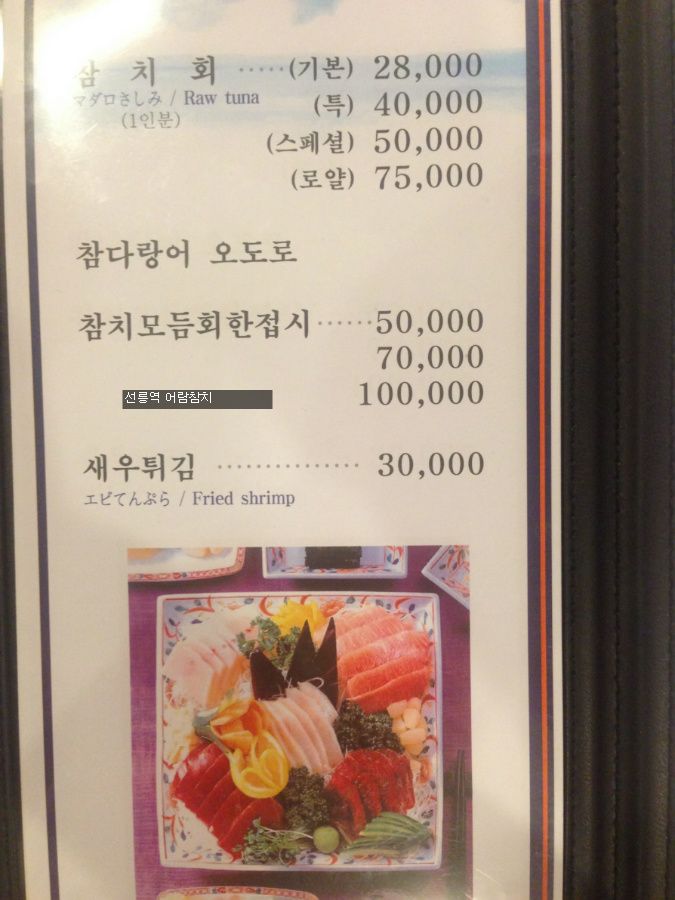 참 치 회 ·····(기본) 28,000
マダロさしみ / Raw tuna (특) 40,000
(1인분)
(스페셜) 50,000
(로얄) 75,000
참다랑어 오도로
참치모듬회한접시······50,000
70,000
100,000
선릉역 어람참치
새우튀김 ··············· 30,000
エビてんぷら / Fried shrimp